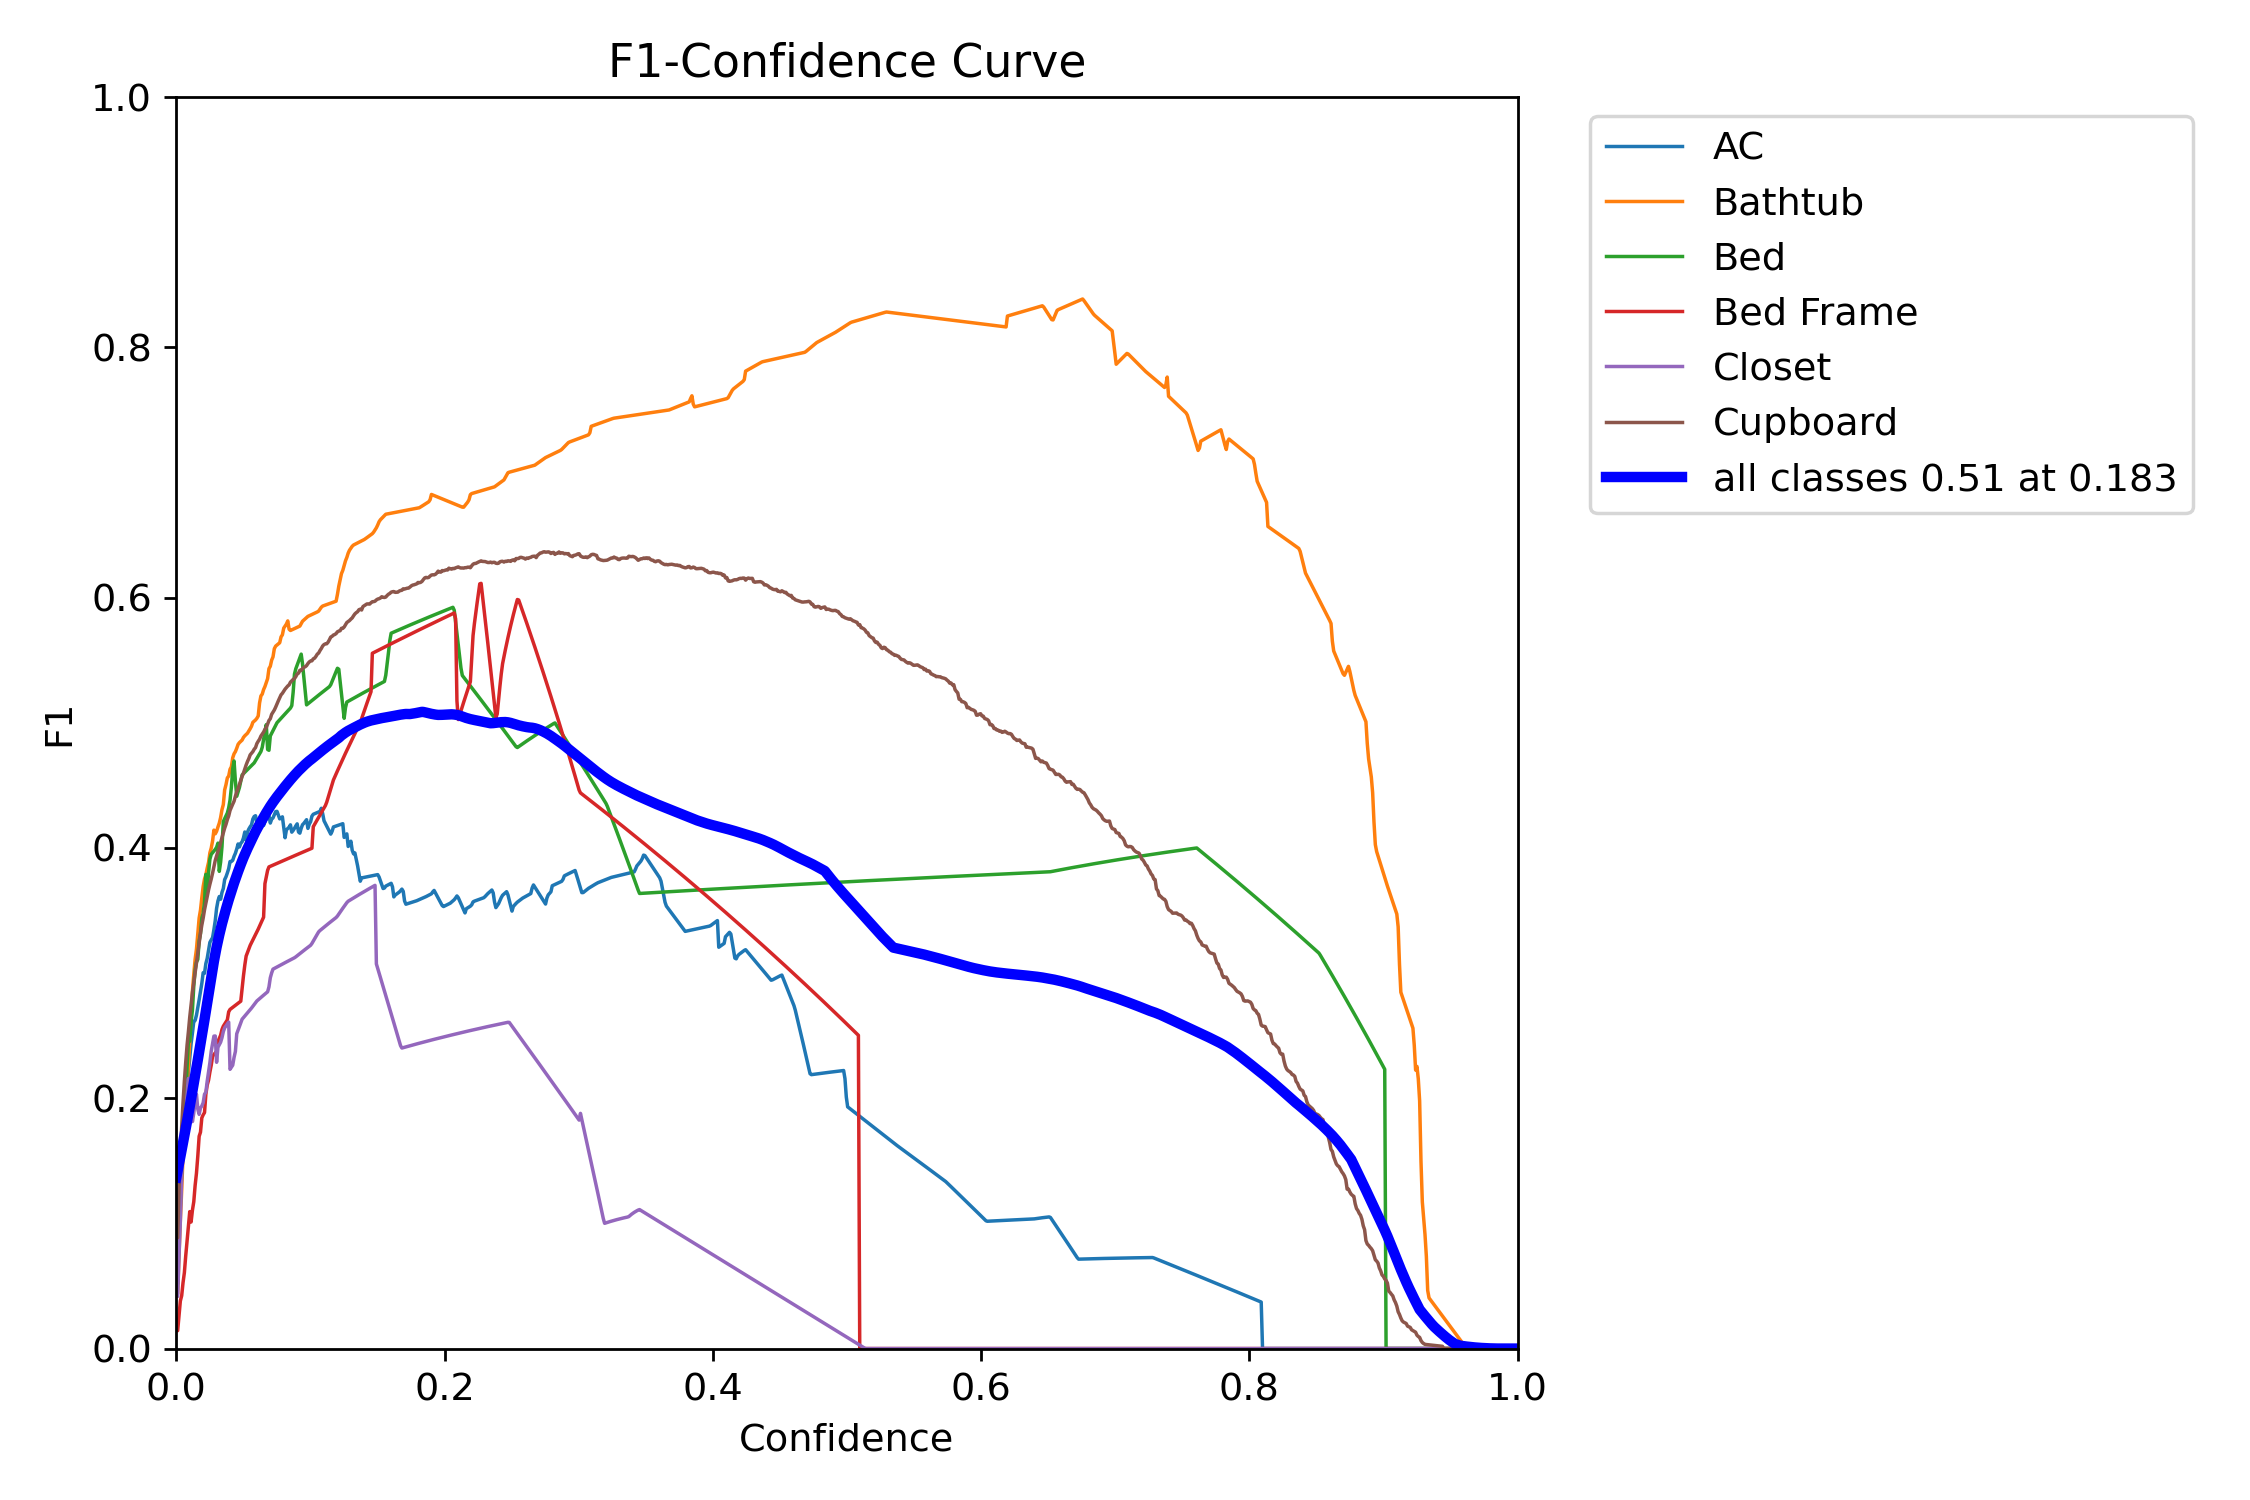 F1-Confidence Curve
1.0
0.8
0.6
0.4
0.2
0.0
F1
0.0 0.2 0.4 0.6 0.8 1.0
Confidence
AC
Bathtub
Bed
Bed Frame
Closet
Cupboard
all classes 0.51 at 0.183